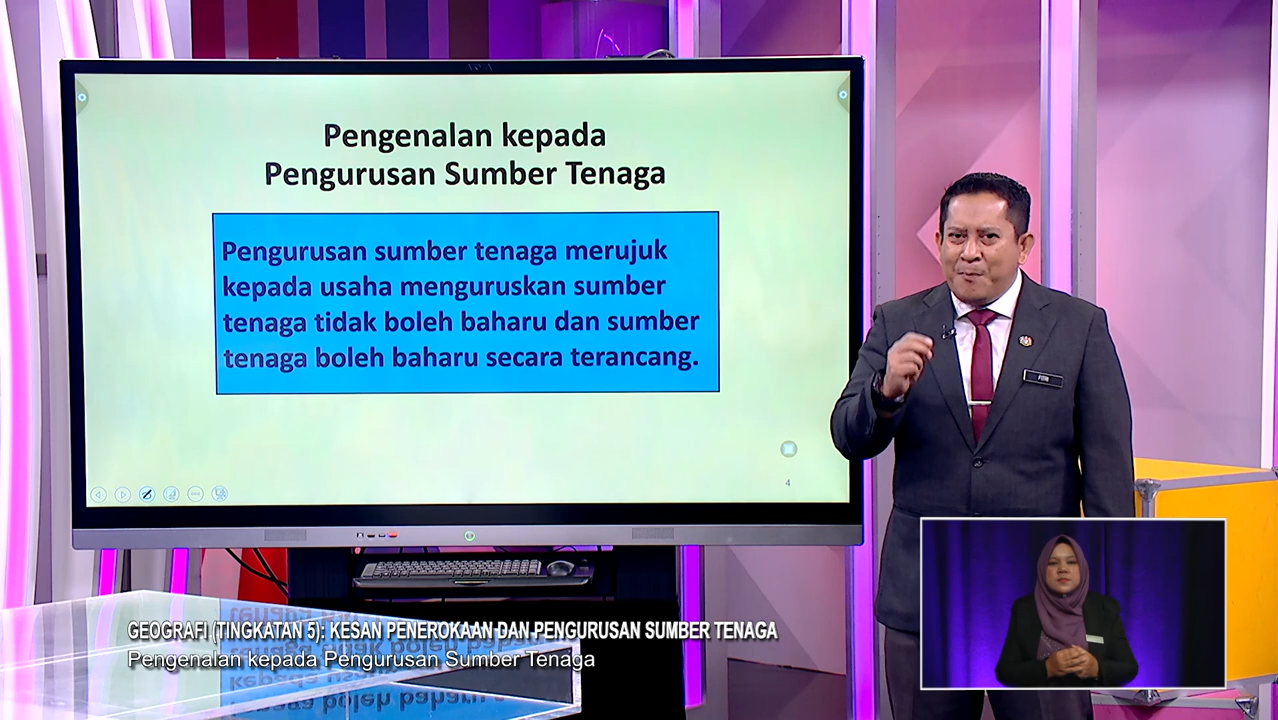 Pengenalan kepada
Pengurusan Sumber Tenaga
Pengurusan sumber tenaga merujuk
kepada usaha menguruskan sumber
tenaga tidak boleh baharu dan sumber
tenaga boleh baharu secara terancang.
4
FITRI
GEOGRAFI (TINGKATAN 5): KESAN PENEROKAAN DAN PENGURUSAN SUMBER TENAGA
Pengenalan kepada Pengurusan Sumber Tenaga